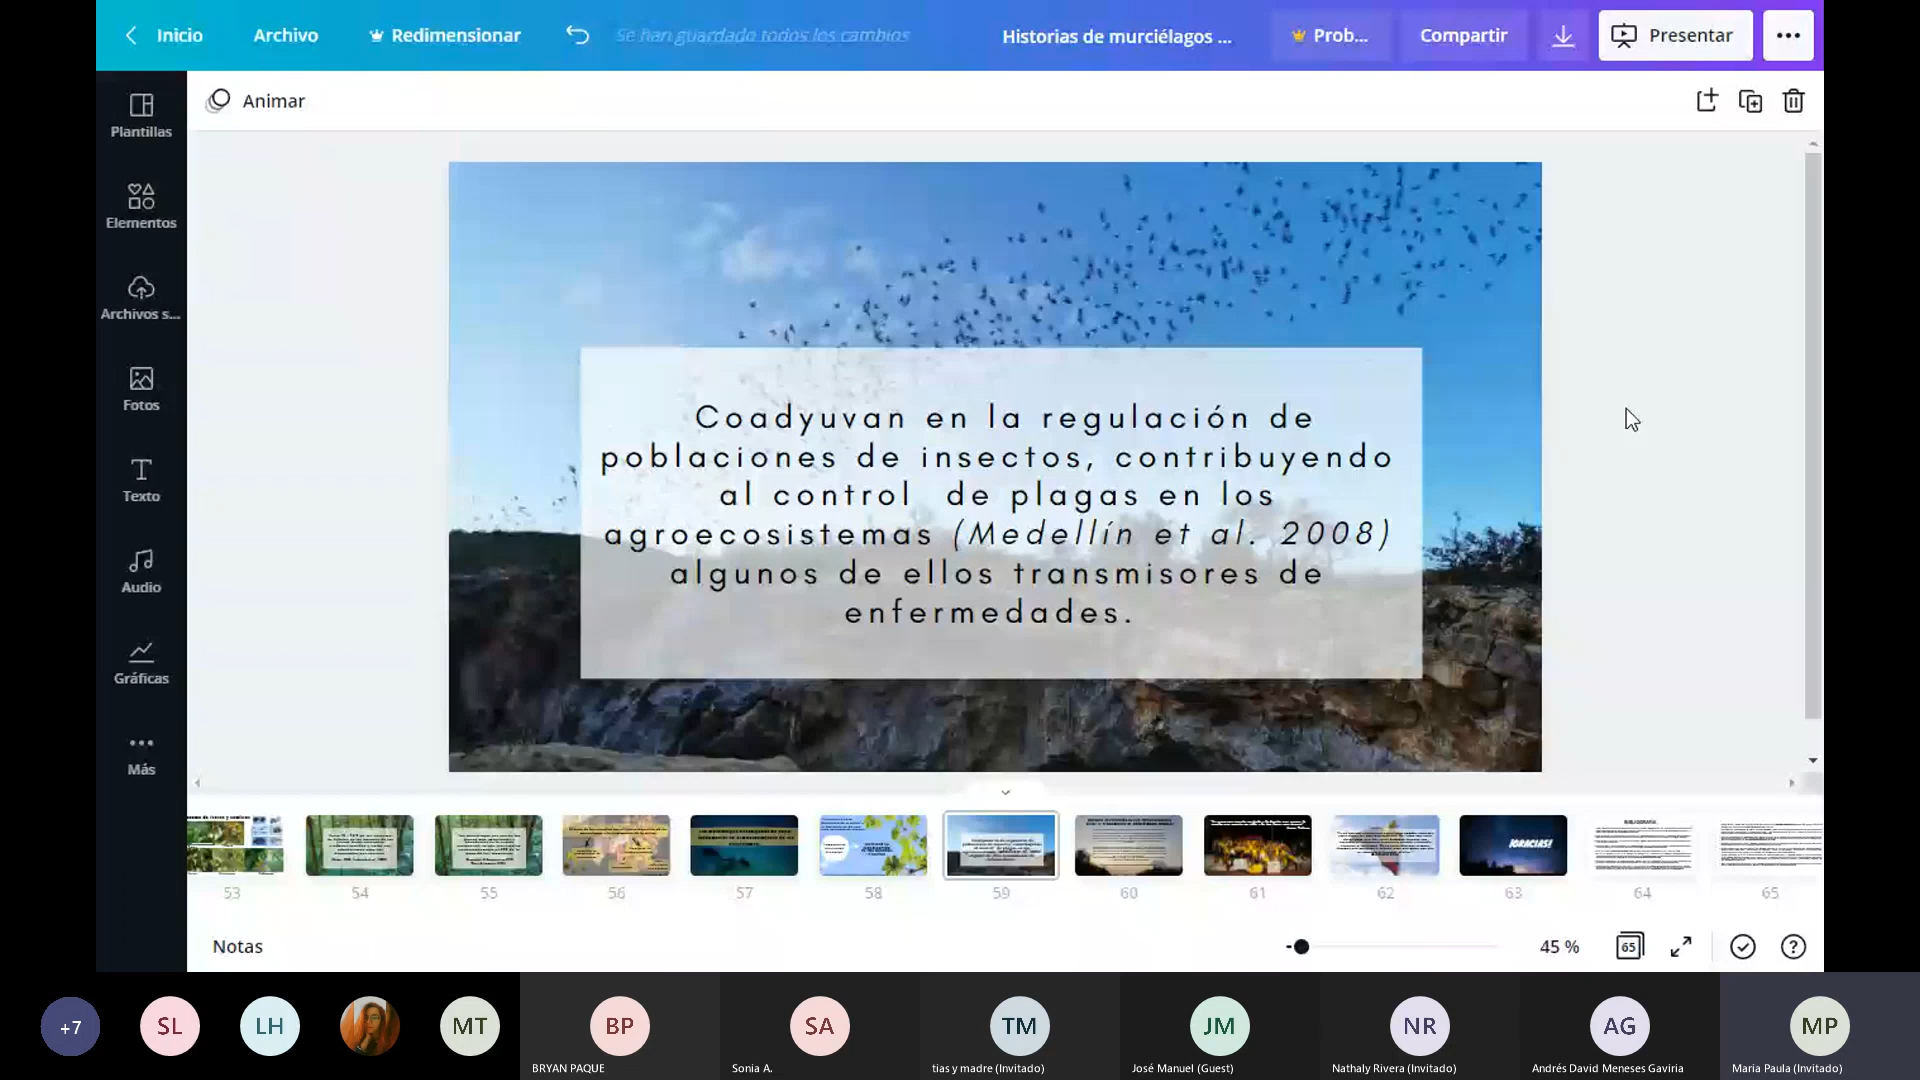 Inicio
Archivo
Redimensionar
Se han guardado todos los cambios
Historias de murciélagos ...
Prob...
Compartir
Presentar
Animar
Plantillas
Elementos
Archivos s...
Fotos
Texto
Audio
Gráficas
Más
Coadyuvan en la regulación de
poblaciones de insectos, contribuyendo
al control de plagas en los
agroecosistemas (Medellín et al. 2008)
algunos de ellos transmisores de
enfermedades.
¡GRACIAS!
BIBLIOGRAFÍA
53 54 55 56 57 58 59 60 61 62 63 64 65
Notas
45 %
65
+7 SL LH MT BP SA TM JM NR AG MP
BRYAN PAQUE
Sonia A.
tias y madre (Invitado)
José Manuel (Guest)
Nathaly Rivera (Invitado)
Andrés David Meneses Gaviria
Maria Paula (Invitado)